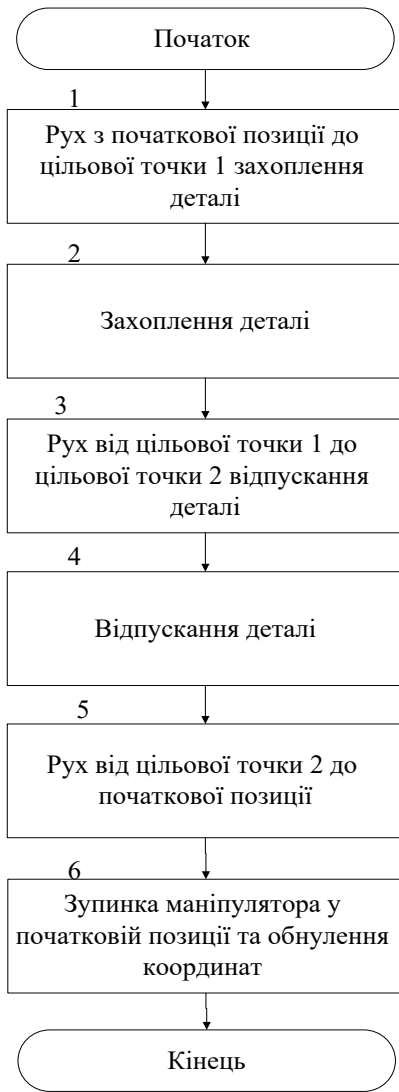 Початок
1
Рух з початкової позиції до
цільової точки 1 захоплення
деталі
2
Захоплення деталі
3
Рух від цільової точки 1 до
цільової точки 2 відпускання
деталі
4
Відпускання деталі
5
Рух від цільової точки 2 до
початкової позиції
6
Зупинка маніпулятора у
початковій позиції та обнулення
координат
Кінець